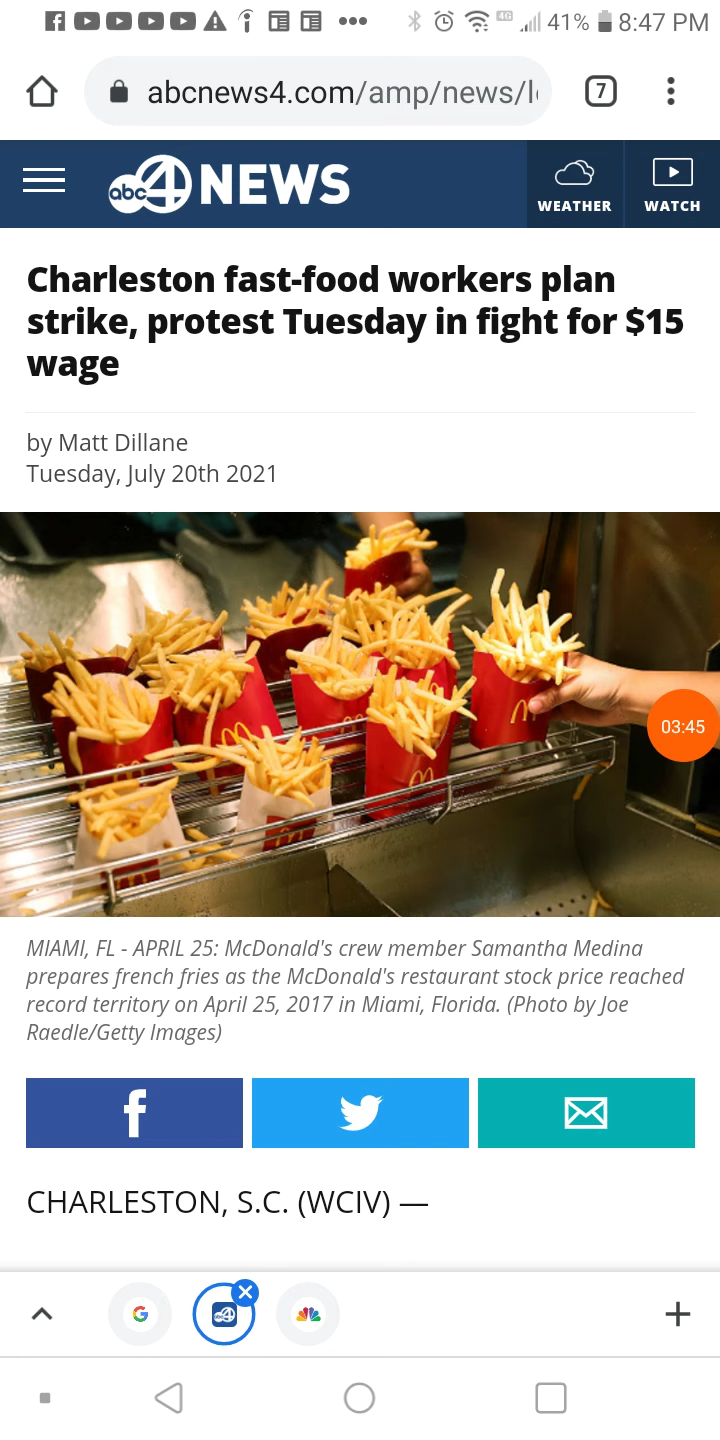 41% 8:47 PM
abcnews4.com/amp/news/l
7
abc 4 NEWS
WEATHER
WATCH
Charleston fast-food workers plan
strike, protest Tuesday in fight for $15
wage
by Matt Dillane
Tuesday, July 20th 2021
03:45
MIAMI, FL - APRIL 25: McDonald's crew member Samantha Medina
prepares french fries as the McDonald's restaurant stock price reached
record territory on April 25, 2017 in Miami, Florida. (Photo by Joe
Raedle/Getty Images)
CHARLESTON, S.C. (WCIV) —